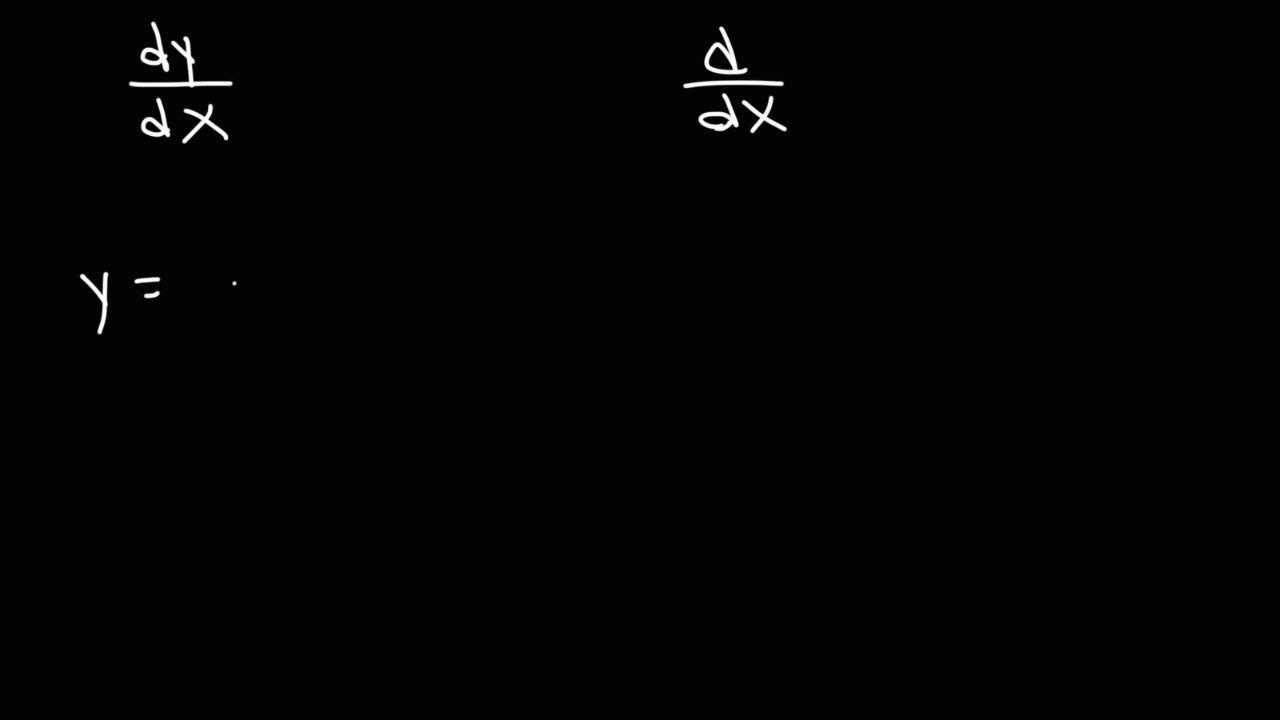 dy/dx
d/dx
y =